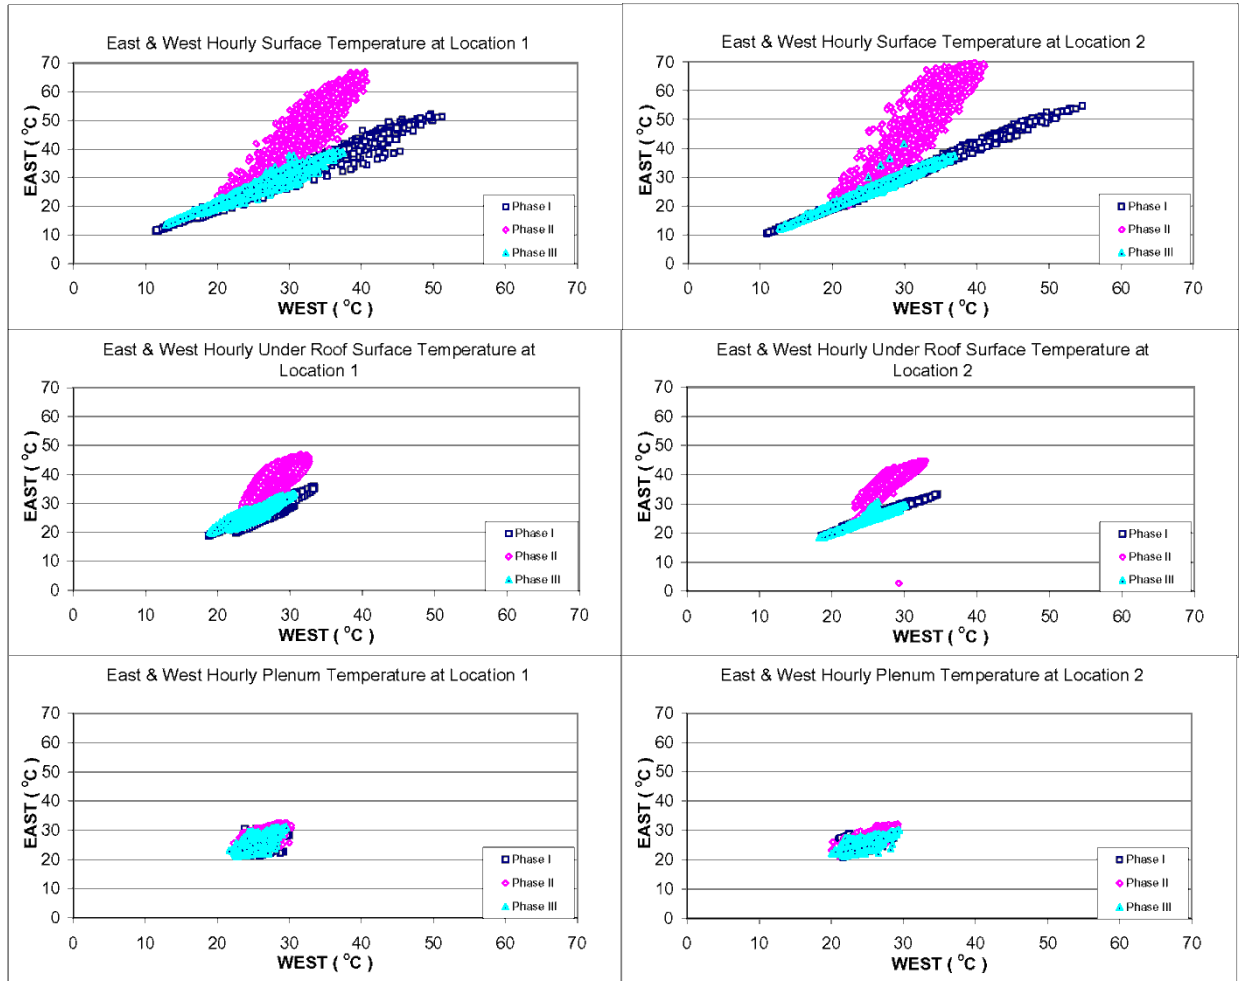 East & West Hourly Surface Temperature at Location 1
70
60
50
40
30
20
10
0
EAST ( °C )
0 10 20 30 40 50 60 70
WEST ( °C )
Phase I
Phase II
Phase III
East & West Hourly Surface Temperature at Location 2
70
60
50
40
30
20
10
0
EAST ( °C )
0 10 20 30 40 50 60 70
WEST ( °C )
Phase I
Phase II
Phase III
East & West Hourly Under Roof Surface Temperature at
Location 1
70
60
50
40
30
20
10
0
EAST ( °C )
0 10 20 30 40 50 60 70
WEST ( °C )
Phase I
Phase II
Phase III
East & West Hourly Under Roof Surface Temperature at
Location 2
70
60
50
40
30
20
10
0
EAST ( °C )
0 10 20 30 40 50 60 70
WEST ( °C )
Phase I
Phase II
Phase III
East & West Hourly Plenum Temperature at Location 1
70
60
50
40
30
20
10
0
EAST ( °C )
0 10 20 30 40 50 60 70
WEST ( °C )
Phase I
Phase II
Phase III
East & West Hourly Plenum Temperature at Location 2
70
60
50
40
30
20
10
0
EAST ( °C )
0 10 20 30 40 50 60 70
WEST ( °C )
Phase I
Phase II
Phase III